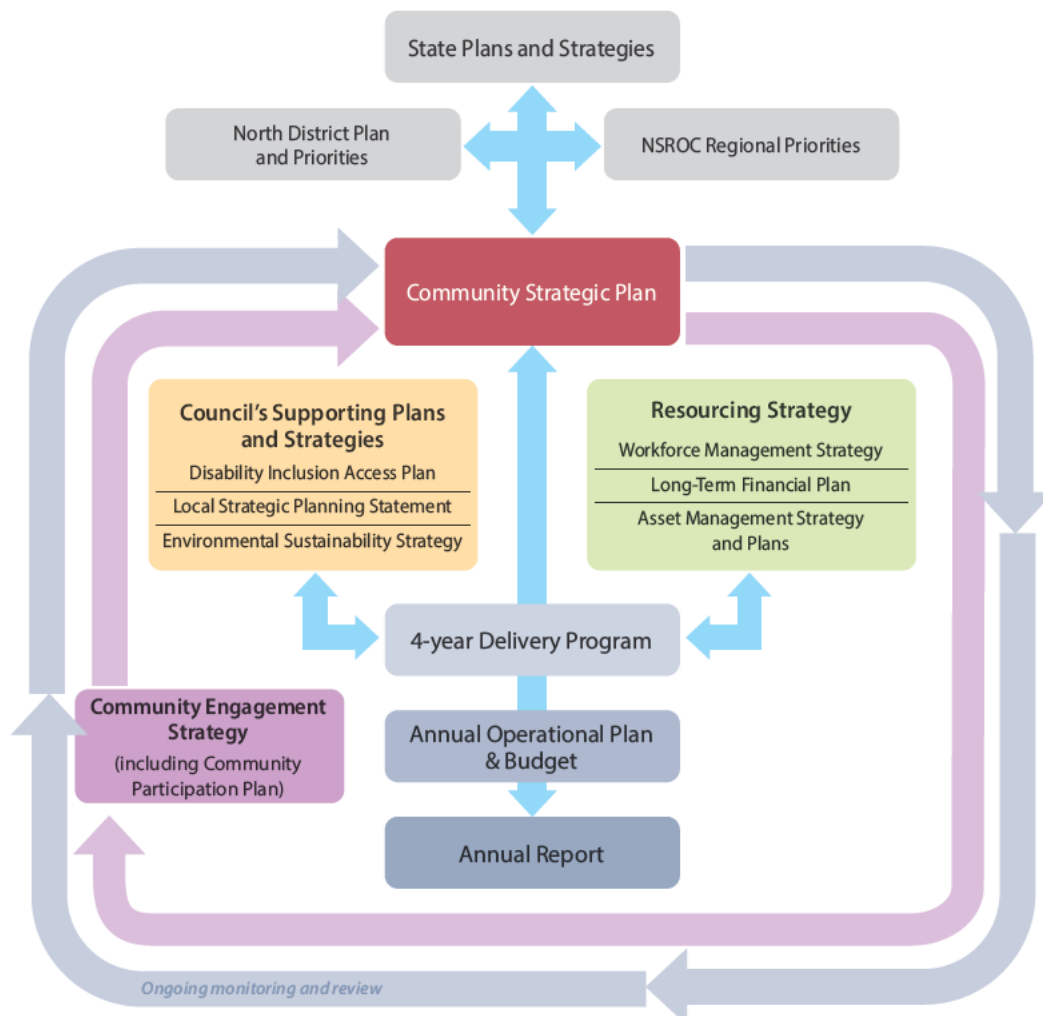 State Plans and Strategies
North District Plan
and Priorities
NSROC Regional Priorities
Community Strategic Plan
Council's Supporting Plans
and Strategies
Disability Inclusion Access Plan
Local Strategic Planning Statement
Environmental Sustainability Strategy
Resourcing Strategy
Workforce Management Strategy
Long-Term Financial Plan
Asset Management Strategy
and Plans
4-year Delivery Program
Community Engagement
Strategy
(including Community
Participation Plan)
Annual Operational Plan
& Budget
Annual Report
Ongoing monitoring and review